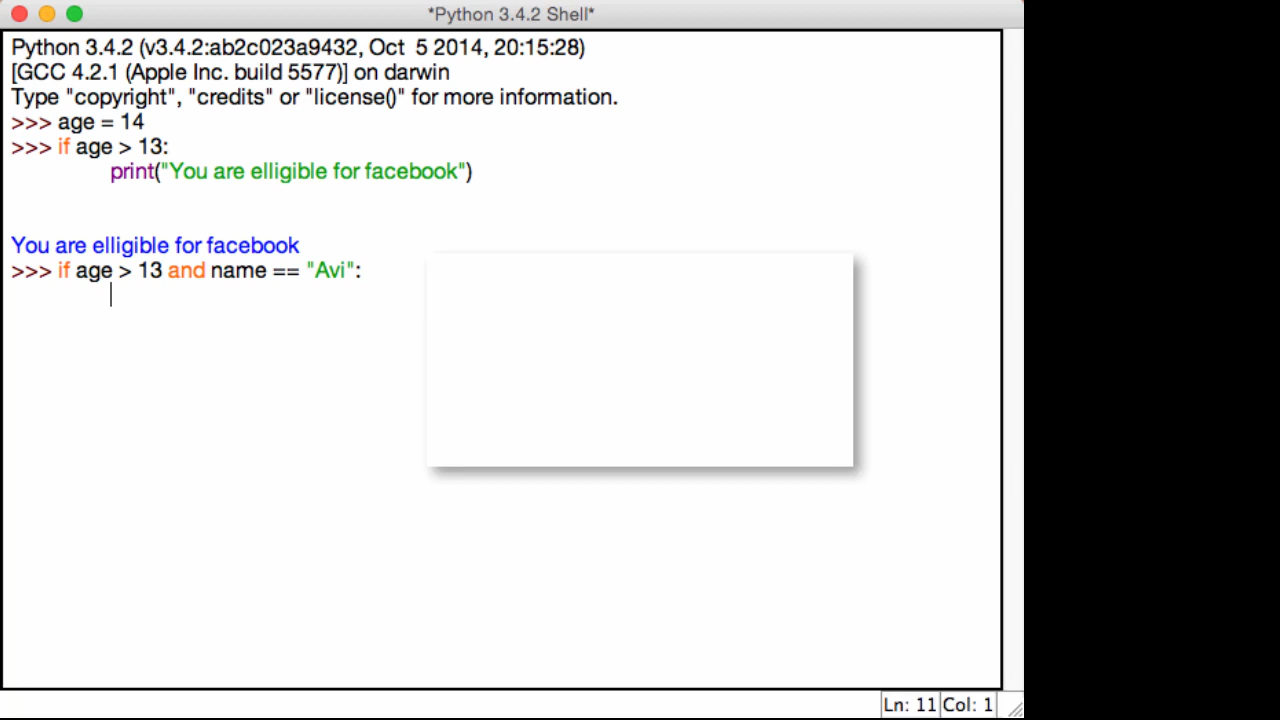 *Python 3.4.2 Shell*
Python 3.4.2 (v3.4.2:ab2c023a9432, Oct  5 2014, 20:15:28)
[GCC 4.2.1 (Apple Inc. build 5577)] on darwin
Type "copyright", "credits" or "license()" for more information.
>>> age = 14
>>> if age > 13:
print("You are elligible for facebook")
You are elligible for facebook
>>> if age > 13 and name == "Avi":
Ln: 11 Col: 1